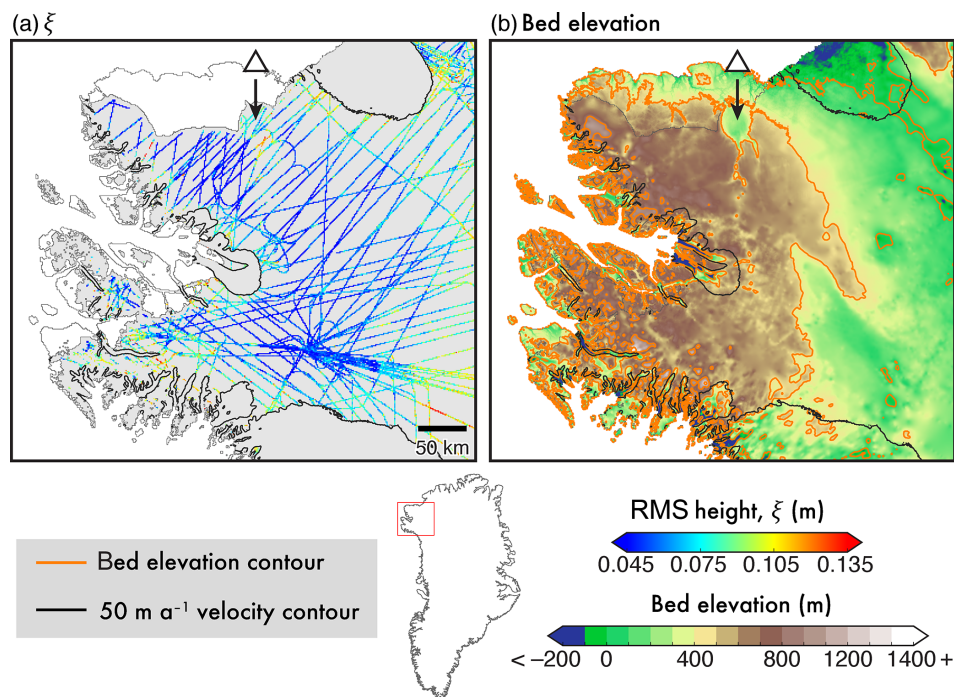 (a) ξ
(b) Bed elevation
50 km
RMS height, ξ (m)
0.045 0.075 0.105 0.135
Bed elevation contour
50 m a⁻¹ velocity contour
Bed elevation (m)
< −200 0 400 800 1200 1400 +